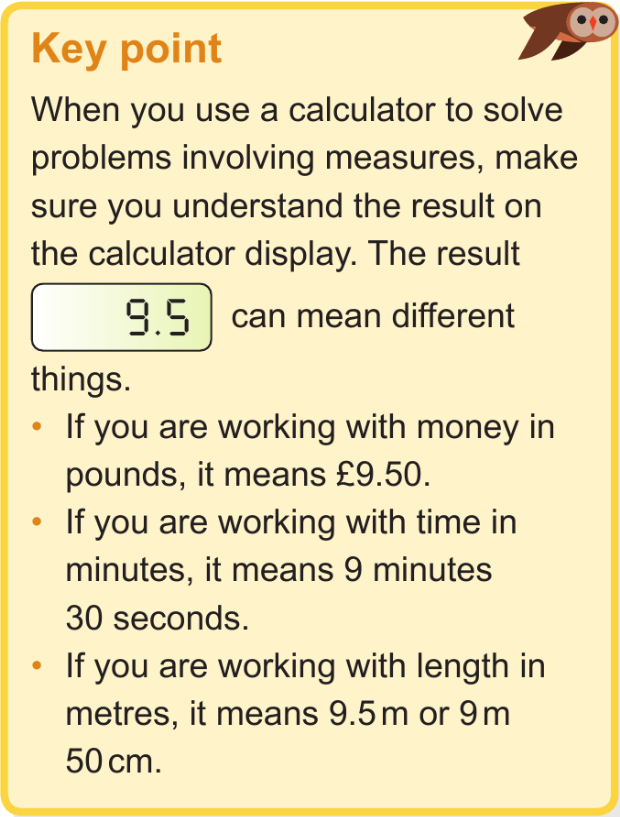 Key point
When you use a calculator to solve
problems involving measures, make
sure you understand the result on
the calculator display. The result
9.5 can mean different
things.
• If you are working with money in
pounds, it means £9.50.
• If you are working with time in
minutes, it means 9 minutes
30 seconds.
• If you are working with length in
metres, it means 9.5 m or 9 m
50 cm.